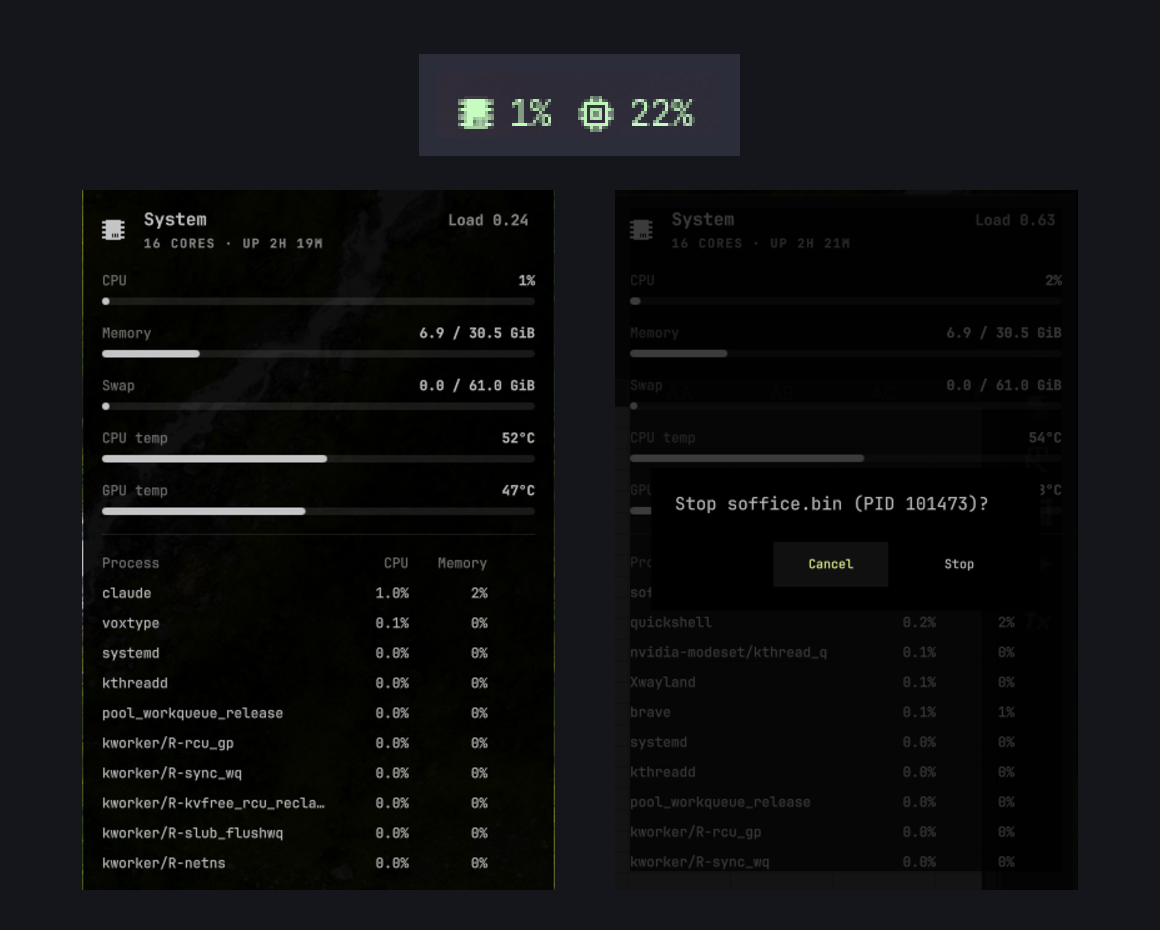 1% 22%
System Load 0.24
16 CORES · UP 2H 19M
CPU 1%
Memory 6.9 / 30.5 GiB
Swap 0.0 / 61.0 GiB
CPU temp 52°C
GPU temp 47°C
Process CPU Memory
claude 1.0% 2%
voxtype 0.1% 0%
systemd 0.0% 0%
kthreadd 0.0% 0%
pool_workqueue_release 0.0% 0%
kworker/R-rcu_gp 0.0% 0%
kworker/R-sync_wq 0.0% 0%
kworker/R-kvfree_rcu_recla… 0.0% 0%
kworker/R-slub_flushwq 0.0% 0%
kworker/R-netns 0.0% 0%
System Load 0.63
16 CORES · UP 2H 21M
CPU 2%
Memory 6.9 / 30.5 GiB
Swap 0.0 / 61.0 GiB
CPU temp 54°C
Stop soffice.bin (PID 101473)?
Cancel Stop
quickshell 0.2% 2%
nvidia-modeset/kthread_q 0.1% 0%
Xwayland 0.1% 0%
brave 0.1% 1%
systemd 0.0% 0%
kthreadd 0.0% 0%
pool_workqueue_release 0.0% 0%
kworker/R-rcu_gp 0.0% 0%
kworker/R-sync_wq 0.0% 0%